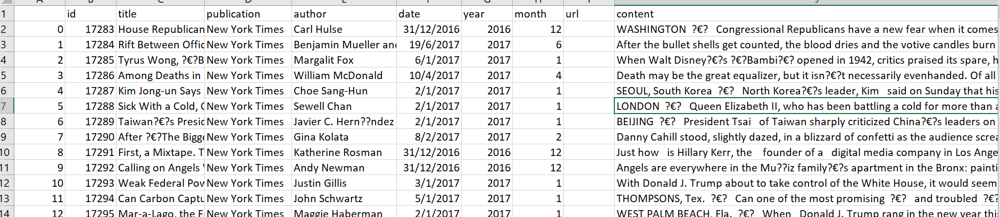 id title publication author date year month url content
1
2 0 17283 House Republican New York Times Carl Hulse 31/12/2016 2016 12 WASHINGTON ?€? Congressional Republicans have a new fear when it comes
3 1 17284 Rift Between Offic New York Times Benjamin Mueller an 19/6/2017 2017 6 After the bullet shells get counted, the blood dries and the votive candles burn
4 2 17285 Tyrus Wong, ?€?B New York Times Margalit Fox 6/1/2017 2017 1 When Walt Disney?€?s ?€?Bambi?€? opened in 1942, critics praised its spare, h
5 3 17286 Among Deaths in New York Times William McDonald 10/4/2017 2017 4 Death may be the great equalizer, but it isn?€?t necessarily evenhanded. Of all
6 4 17287 Kim Jong-un Says New York Times Choe Sang-Hun 2/1/2017 2017 1 SEOUL, South Korea ?€? North Korea?€?s leader, Kim said on Sunday that his
7 5 17288 Sick With a Cold, New York Times Sewell Chan 2/1/2017 2017 1 LONDON ?€? Queen Elizabeth II, who has been battling a cold for more than a
8 6 17289 Taiwan?€?s Presid New York Times Javier C. Hern??ndez 2/1/2017 2017 1 BEIJING ?€? President Tsai of Taiwan sharply criticized China?€?s leaders on
9 7 17290 After ?€?The Bigge New York Times Gina Kolata 8/2/2017 2017 2 Danny Cahill stood, slightly dazed, in a blizzard of confetti as the audience screa
10 8 17291 First, a Mixtape. T New York Times Katherine Rosman 31/12/2016 2016 12 Just how is Hillary Kerr, the founder of a digital media company in Los Ange
11 9 17292 Calling on Angels New York Times Andy Newman 31/12/2016 2016 12 Angels are everywhere in the Mu??iz family?€?s apartment in the Bronx: painti
12 10 17293 Weak Federal Pow New York Times Justin Gillis 3/1/2017 2017 1 With Donald J. Trump about to take control of the White House, it would seem
13 11 17294 Can Carbon Captu New York Times John Schwartz 5/1/2017 2017 1 THOMPSONS, Tex. ?€? Can one of the most promising ?€? and troubled ?€?
14 12 17295 Mar-a-Lago, the F New York Times Maggie Haberman 2/1/2017 2017 1 WEST PALM BEACH, Fla. ?€? When Donald J. Trump rang in the new year this